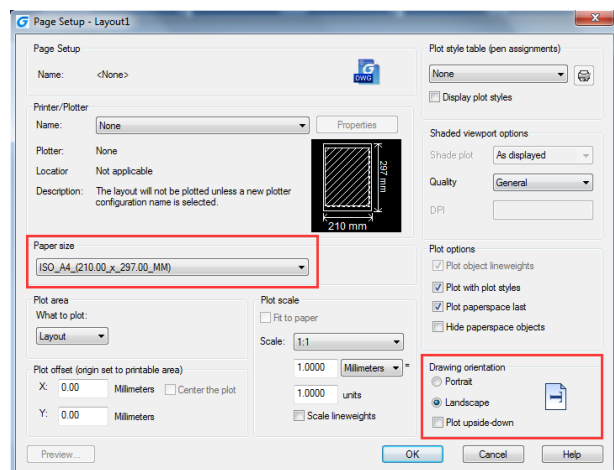 Page Setup - Layout1
Page Setup
Name: <None>
DWG
Printer/Plotter
Name: None
Properties
Plotter: None
Locatior Not applicable
Description: The layout will not be plotted unless a new plotter
configuration name is selected.
297 mm
210 mm
Paper size
ISO_A4_(210.00_x_297.00_MM)
Plot area
What to plot:
Layout
Plot offset (origin set to printable area)
X: 0.00 Millimeters Center the plot
Y: 0.00 Millimeters
Plot scale
Fit to paper
Scale: 1:1
1.0000 Millimeters =
1.0000 units
Scale lineweights
Plot style table (pen assignments)
None
Display plot styles
Shaded viewport options
Shade plot As displayed
Quality General
DPI
Plot options
Plot object lineweights
Plot with plot styles
Plot paperspace last
Hide paperspace objects
Drawing orientation
Portrait
Landscape
Plot upside-down
Preview...
OK
Cancel
Help